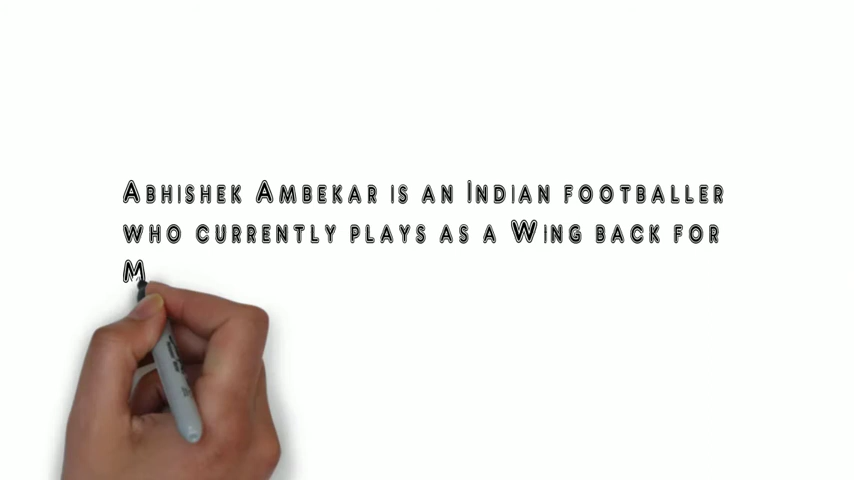 Abhishek Ambekar is an Indian footballer
who currently plays as a Wing back for
M